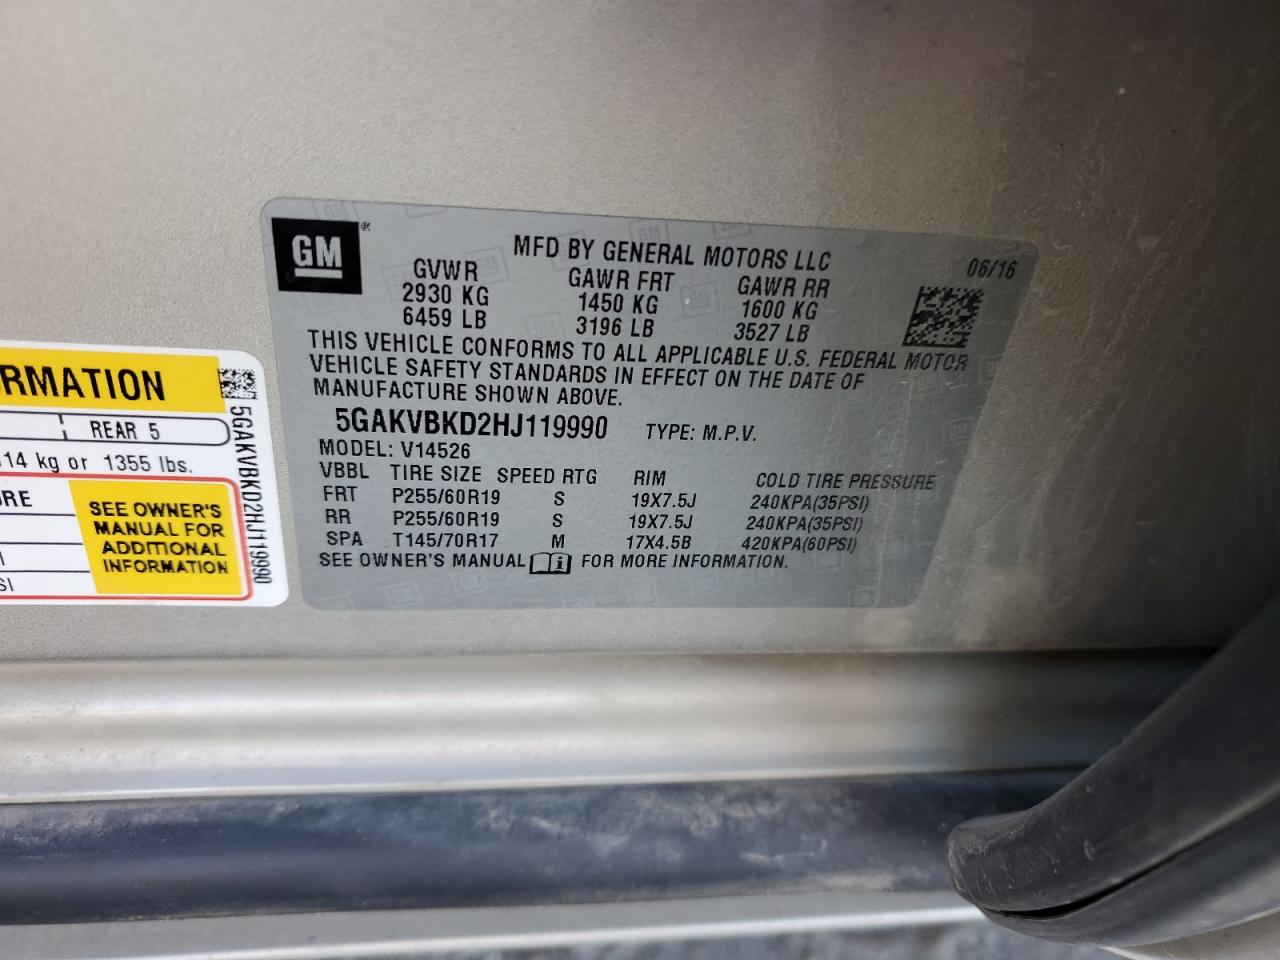 GM ®
MFD BY GENERAL MOTORS LLC
06/16
GVWR GAWR FRT GAWR RR
2930 KG 1450 KG 1600 KG
6459 LB 3196 LB 3527 LB
THIS VEHICLE CONFORMS TO ALL APPLICABLE U.S. FEDERAL MOTOR
VEHICLE SAFETY STANDARDS IN EFFECT ON THE DATE OF
MANUFACTURE SHOWN ABOVE.
5GAKVBKD2HJ119990 TYPE: M.P.V.
MODEL: V14526
VBBL TIRE SIZE SPEED RTG RIM COLD TIRE PRESSURE
FRT P255/60R19 S 19X7.5J 240KPA(35PSI)
RR P255/60R19 S 19X7.5J 240KPA(35PSI)
SPA T145/70R17 M 17X4.5B 420KPA(60PSI)
SEE OWNER'S MANUAL FOR MORE INFORMATION.
RMATION
REAR 5
14 kg or 1355 lbs.
URE
SEE OWNER'S
MANUAL FOR
ADDITIONAL
INFORMATION
SI
5GAKVBKD2HJ119990